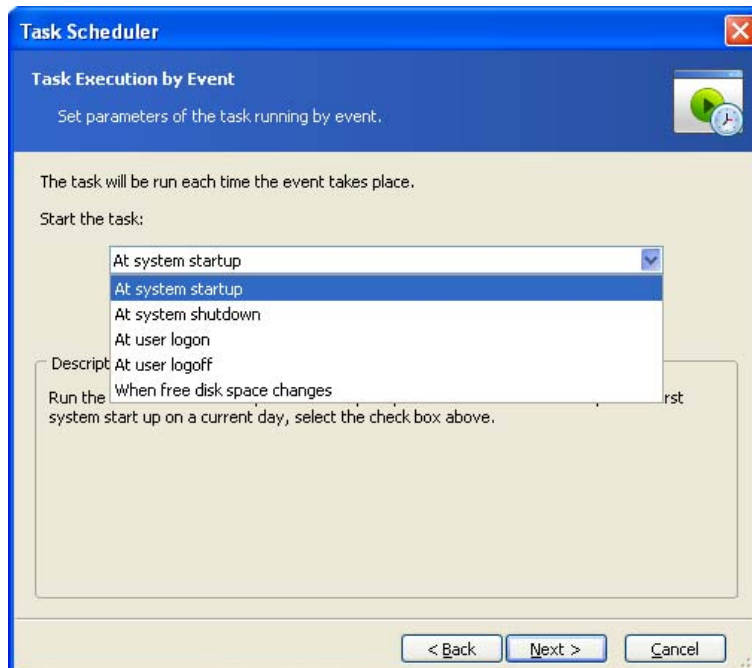 Task Scheduler
Task Execution by Event
Set parameters of the task running by event.
The task will be run each time the event takes place.
Start the task:
At system startup
At system startup
At system shutdown
At user logon
At user logoff
When free disk space changes
Run the
system start up on a current day, select the check box above.
< Back
Next >
Cancel